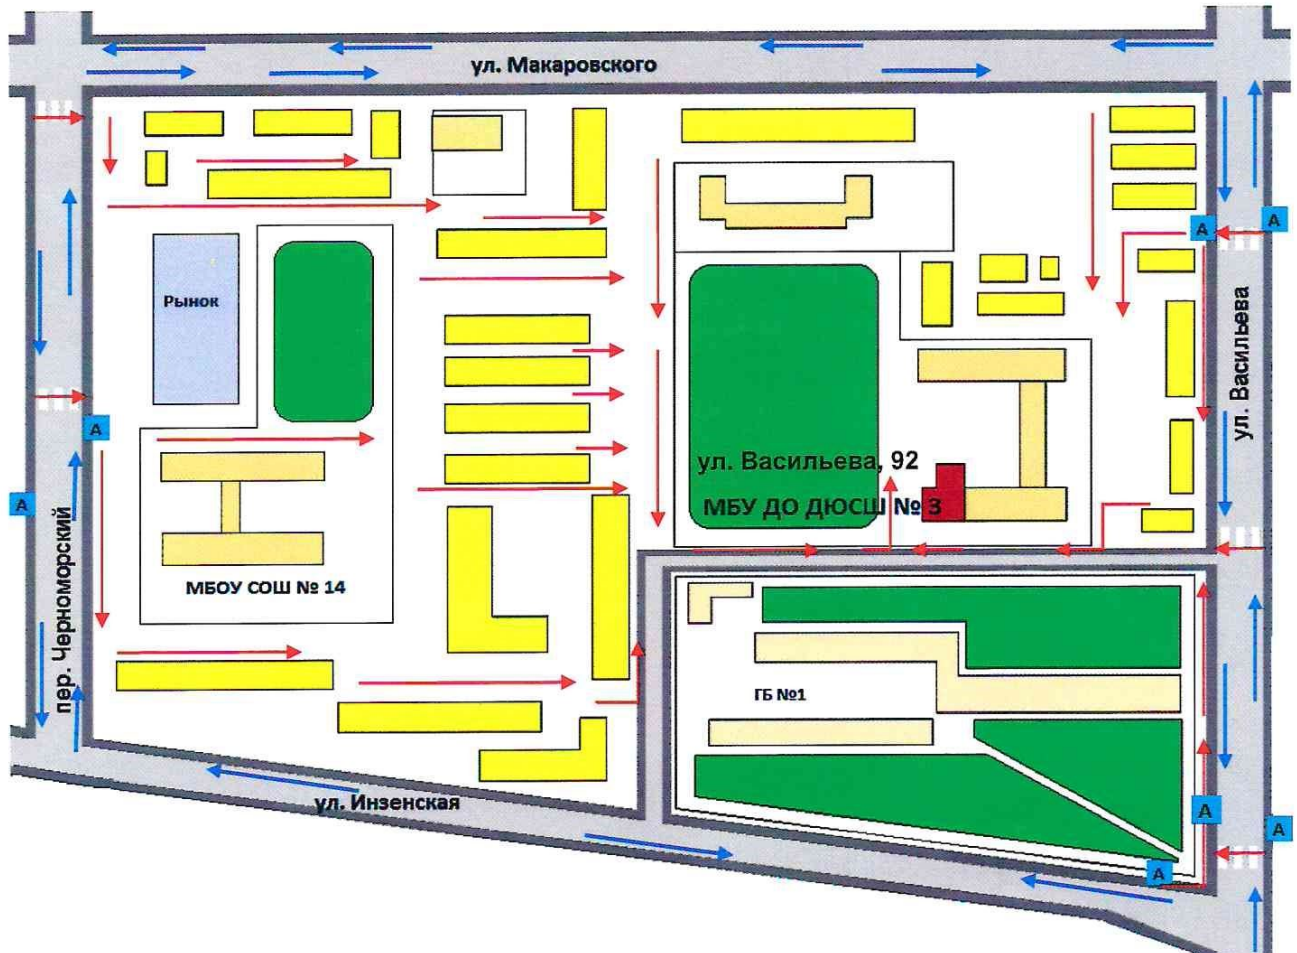 ул. Макаровского
А
А
Рынок
ул. Васильева
А
ул. Васильева, 92
А
МБУ ДО ДЮСШ № 3
пер. Черноморский
МБОУ СОШ № 14
ГБ №1
ул. Инзенская
А
А
А